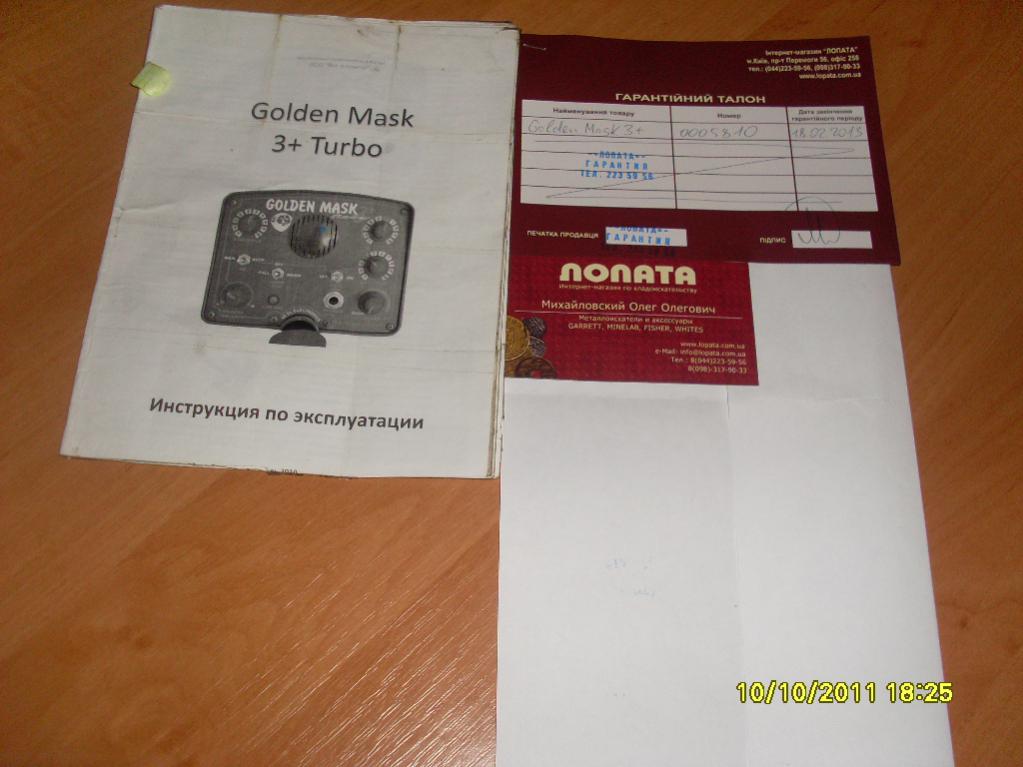 Golden Mask
3+ Turbo
GOLDEN MASK
Инструкция по эксплуатации
2010
Інтернет-магазин "ЛОПАТА"
м.Київ, пр-т Перемоги 56, офіс 258
тел.: (044)223-59-56, (098)317-90-33
www.lopata.com.ua
ГАРАНТІЙНИЙ ТАЛОН
Найменування товару
Номер
Дата закінчення
гарантійного періоду
Golden Mask 3+
0005810
18.02.2013
--ЛОПАТА--
ГАРАНТИЯ
ТЕЛ. 223 59 56
ПЕЧАТКА ПРОДАВЦЯ
--ЛОПАТА--
ГАРАНТИЯ
ПІДПИС
ЛОПАТА
Интернет-магазин по кладоискательству
Михайловский Олег Олегович
Металлоискатели и аксессуары
GARRETT, MINELAB, FISHER, WHITES
www.lopata.com.ua
e-Mail: info@lopata.com.ua
Тел.: 8(044)223-59-56
8(098)-317-90-33
10/10/2011 18:25